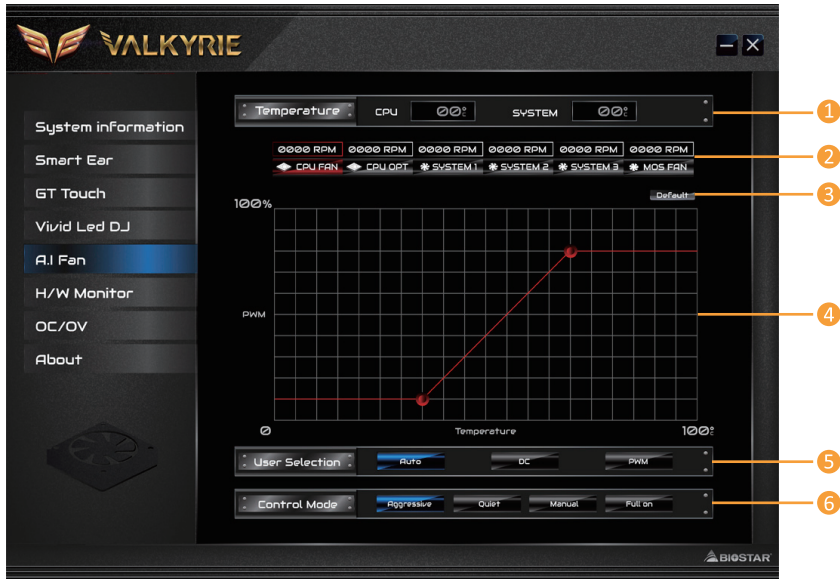 VALKYRIE
System information
Smart Ear
GT Touch
Vivid Led DJ
A.I Fan
H/W Monitor
OC/OV
About
Temperature CPU 00°C SYSTEM 00°C 1
0000 RPM 0000 RPM 0000 RPM 0000 RPM 0000 RPM 0000 RPM 2
CPU FAN CPU OPT SYSTEM 1 SYSTEM 2 SYSTEM 3 MOS FAN
Default 3
100%
PWM 4
0 Temperature 100°C
User Selection Auto DC PWM 5
Control Mode Aggressive Quiet Manual Full on 6
BIOSTAR